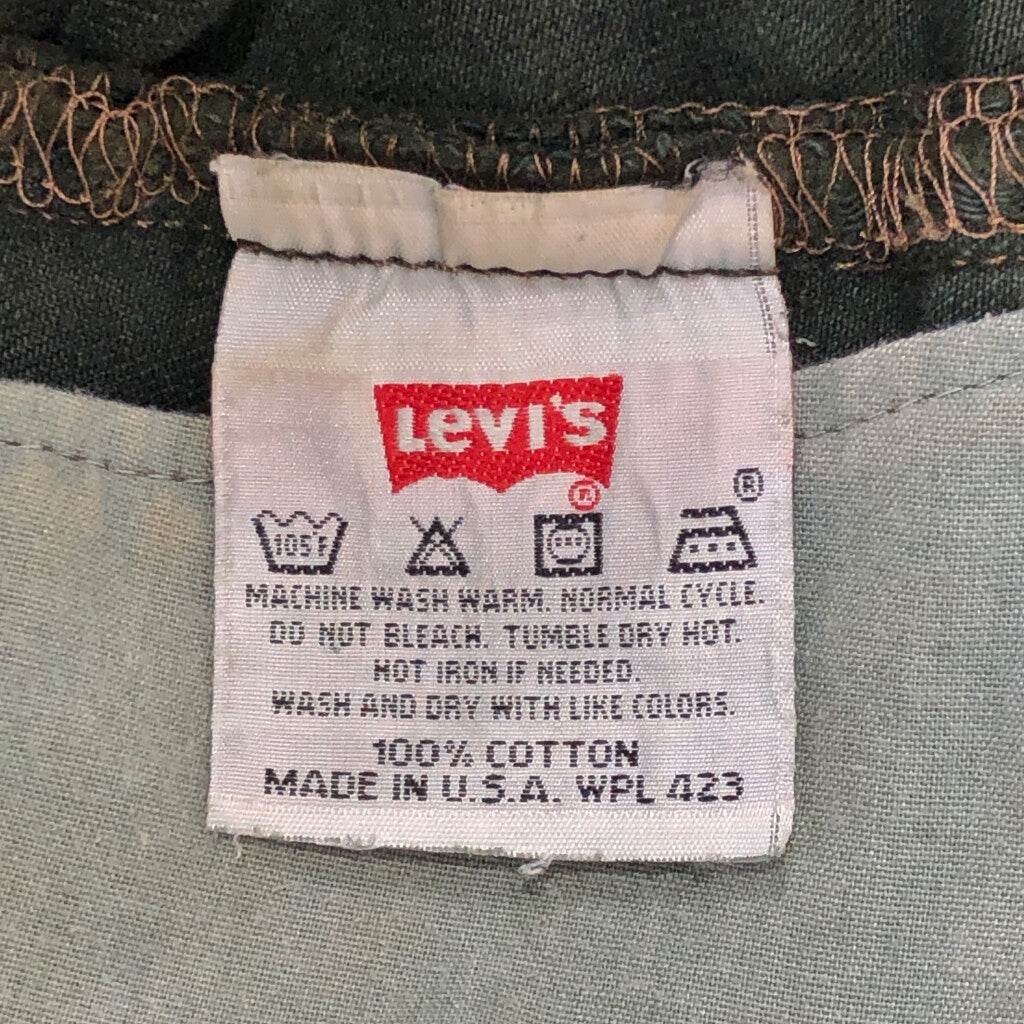 Levi's
®
®
105°F
MACHINE WASH WARM. NORMAL CYCLE.
DO NOT BLEACH. TUMBLE DRY HOT.
HOT IRON IF NEEDED.
WASH AND DRY WITH LIKE COLORS.
100% COTTON
MADE IN U.S.A. WPL 423